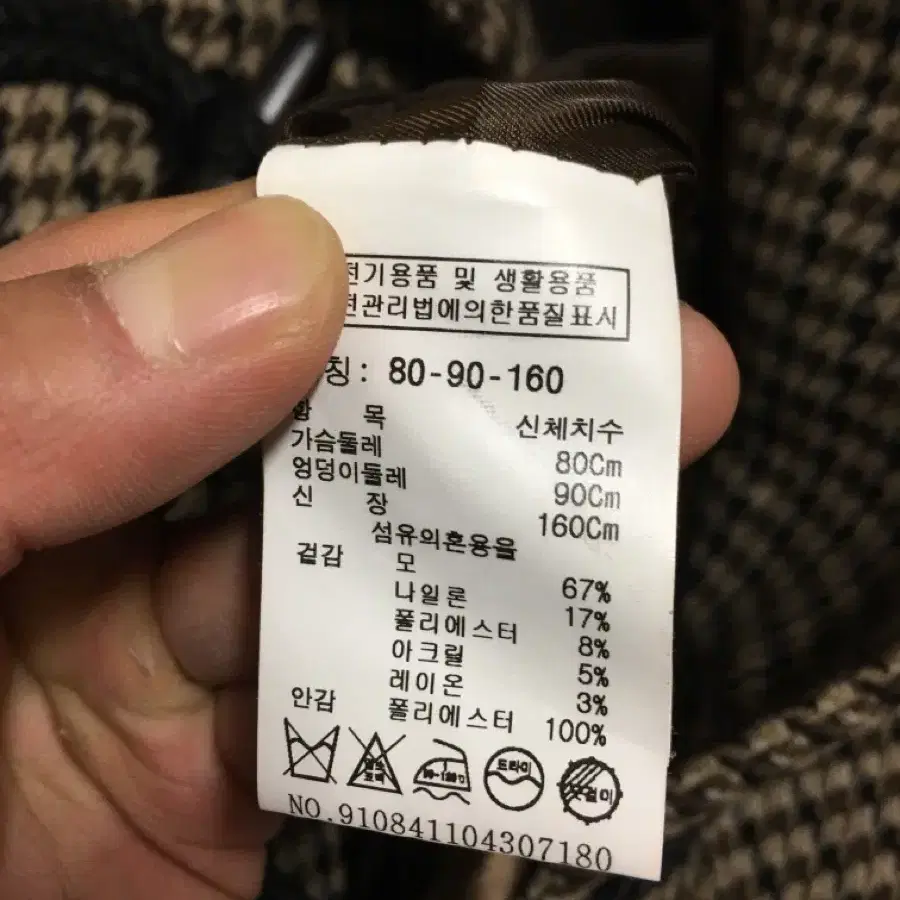 전기용품 및 생활용품
관리법에의한품질표시
칭: 80-90-160
항 목 신체치수
가슴둘레 80Cm
엉덩이둘레 90Cm
신 장 160Cm
섬유의혼용율
겉감 모 67%
나일론 17%
폴리에스터 8%
아크릴 5%
레이온 3%
안감 폴리에스터 100%
드라이
NO.910841104307180